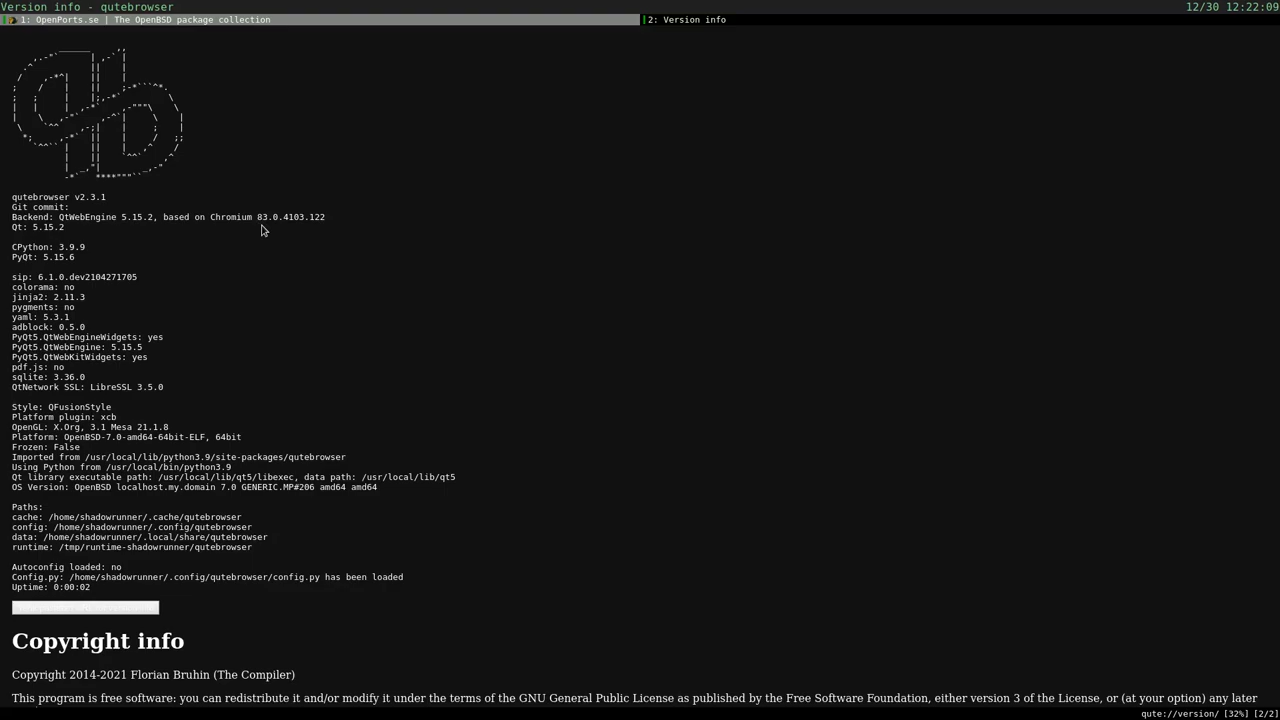 Version info - qutebrowser
12/30 12:22:09
1: OpenPorts.se | The OpenBSD package collection
2: Version info
qutebrowser v2.3.1
Git commit:
Backend: QtWebEngine 5.15.2, based on Chromium 83.0.4103.122
Qt: 5.15.2
CPython: 3.9.9
PyQt: 5.15.6
sip: 6.1.0.dev2104271705
colorama: no
jinja2: 2.11.3
pygments: no
yaml: 5.3.1
adblock: 0.5.0
PyQt5.QtWebEngineWidgets: yes
PyQt5.QtWebEngine: 5.15.5
PyQt5.QtWebKitWidgets: yes
pdf.js: no
sqlite: 3.36.0
QtNetwork SSL: LibreSSL 3.5.0
Style: QFusionStyle
Platform plugin: xcb
OpenGL: X.Org, 3.1 Mesa 21.1.8
Platform: OpenBSD-7.0-amd64-64bit-ELF, 64bit
Frozen: False
Imported from /usr/local/lib/python3.9/site-packages/qutebrowser
Using Python from /usr/local/bin/python3.9
Qt library executable path: /usr/local/lib/qt5/libexec, data path: /usr/local/lib/qt5
OS Version: OpenBSD localhost.my.domain 7.0 GENERIC.MP#206 amd64 amd64
Paths:
cache: /home/shadowrunner/.cache/qutebrowser
config: /home/shadowrunner/.config/qutebrowser
data: /home/shadowrunner/.local/share/qutebrowser
runtime: /tmp/runtime-shadowrunner/qutebrowser
Autoconfig loaded: no
Config.py: /home/shadowrunner/.config/qutebrowser/config.py has been loaded
Uptime: 0:00:02
Copyright info
Copyright 2014-2021 Florian Bruhin (The Compiler)
This program is free software: you can redistribute it and/or modify it under the terms of the GNU General Public License as published by the Free Software Foundation, either version 3 of the License, or (at your option) any later
qute://version/ [32%] [2/2]